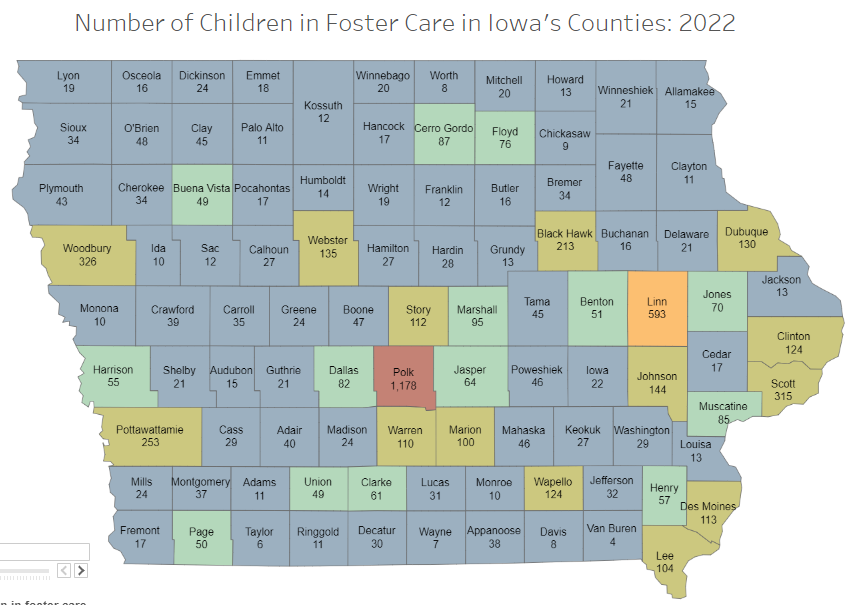 Number of Children in Foster Care in Iowa's Counties: 2022
Lyon
19
Osceola
16
Dickinson
24
Emmet
18
Kossuth
12
Winnebago
20
Worth
8
Mitchell
20
Howard
13
Winneshiek
21
Allamakee
15
Sioux
34
O'Brien
48
Clay
45
Palo Alto
11
Hancock
17
Cerro Gordo
87
Floyd
76
Chickasaw
9
Fayette
48
Clayton
11
Plymouth
43
Cherokee
34
Buena Vista
49
Pocahontas
17
Humboldt
14
Wright
19
Franklin
12
Butler
16
Bremer
34
Woodbury
326
Ida
10
Sac
12
Calhoun
27
Webster
135
Hamilton
27
Hardin
28
Grundy
13
Black Hawk
213
Buchanan
16
Delaware
21
Dubuque
130
Monona
10
Crawford
39
Carroll
35
Greene
24
Boone
47
Story
112
Marshall
95
Tama
45
Benton
51
Linn
593
Jones
70
Jackson
13
Clinton
124
Harrison
55
Shelby
21
Audubon
15
Guthrie
21
Dallas
82
Polk
1,178
Jasper
64
Poweshiek
46
Iowa
22
Johnson
144
Cedar
17
Scott
315
Muscatine
85
Pottawattamie
253
Cass
29
Adair
40
Madison
24
Warren
110
Marion
100
Mahaska
46
Keokuk
27
Washington
29
Louisa
13
Mills
24
Montgomery
37
Adams
11
Union
49
Clarke
61
Lucas
31
Monroe
10
Wapello
124
Jefferson
32
Henry
57
Des Moines
113
Fremont
17
Page
50
Taylor
6
Ringgold
11
Decatur
30
Wayne
7
Appanoose
38
Davis
8
Van Buren
4
Lee
104
n in foster care